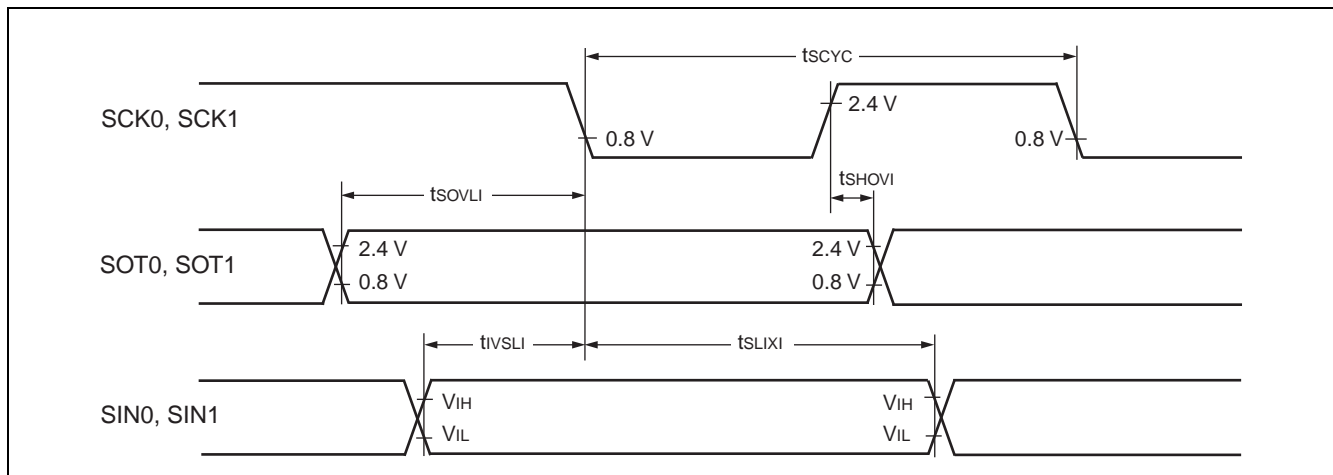 tSCYC
SCK0, SCK1
2.4 V
0.8 V
0.8 V
tSHOVI
tSOVLI
SOT0, SOT1
2.4 V
2.4 V
0.8 V
0.8 V
tIVSLI
tSLIXI
SIN0, SIN1
VIH
VIH
VIL
VIL